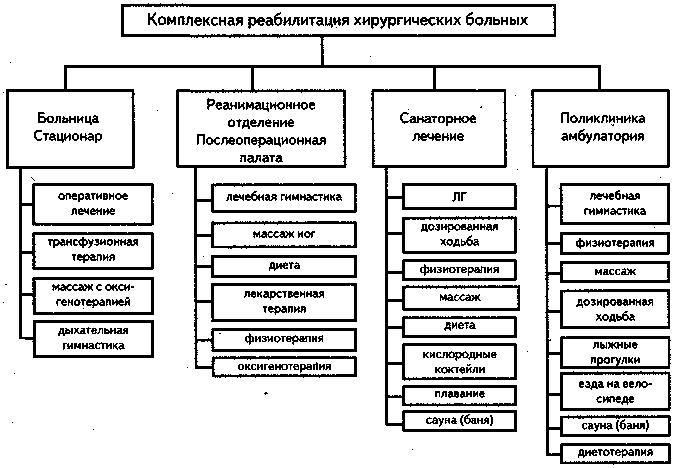 Комплексная реабилитация хирургических больных
Больница
Стационар
оперативное
лечение
трансфузионная
терапия
массаж с окси-
генотерапией
дыхательная
гимнастика
Реанимационное
отделение
Послеоперационная
палата
лечебная гимнастика
массаж ног
диета
лекарственная
терапия
физиотерапия
оксигенотерапия
Санаторное
лечение
ЛГ
дозированная
ходьба
физиотерапия
массаж
диета
кислородные
коктейли
плавание
сауна (баня)
Поликлиника
амбулатория
лечебная
гимнастика
физиотерапия
массаж
дозированная
ходьба
лыжные
прогулки
езда на вело-
сипеде
сауна (баня)
диетотерапия